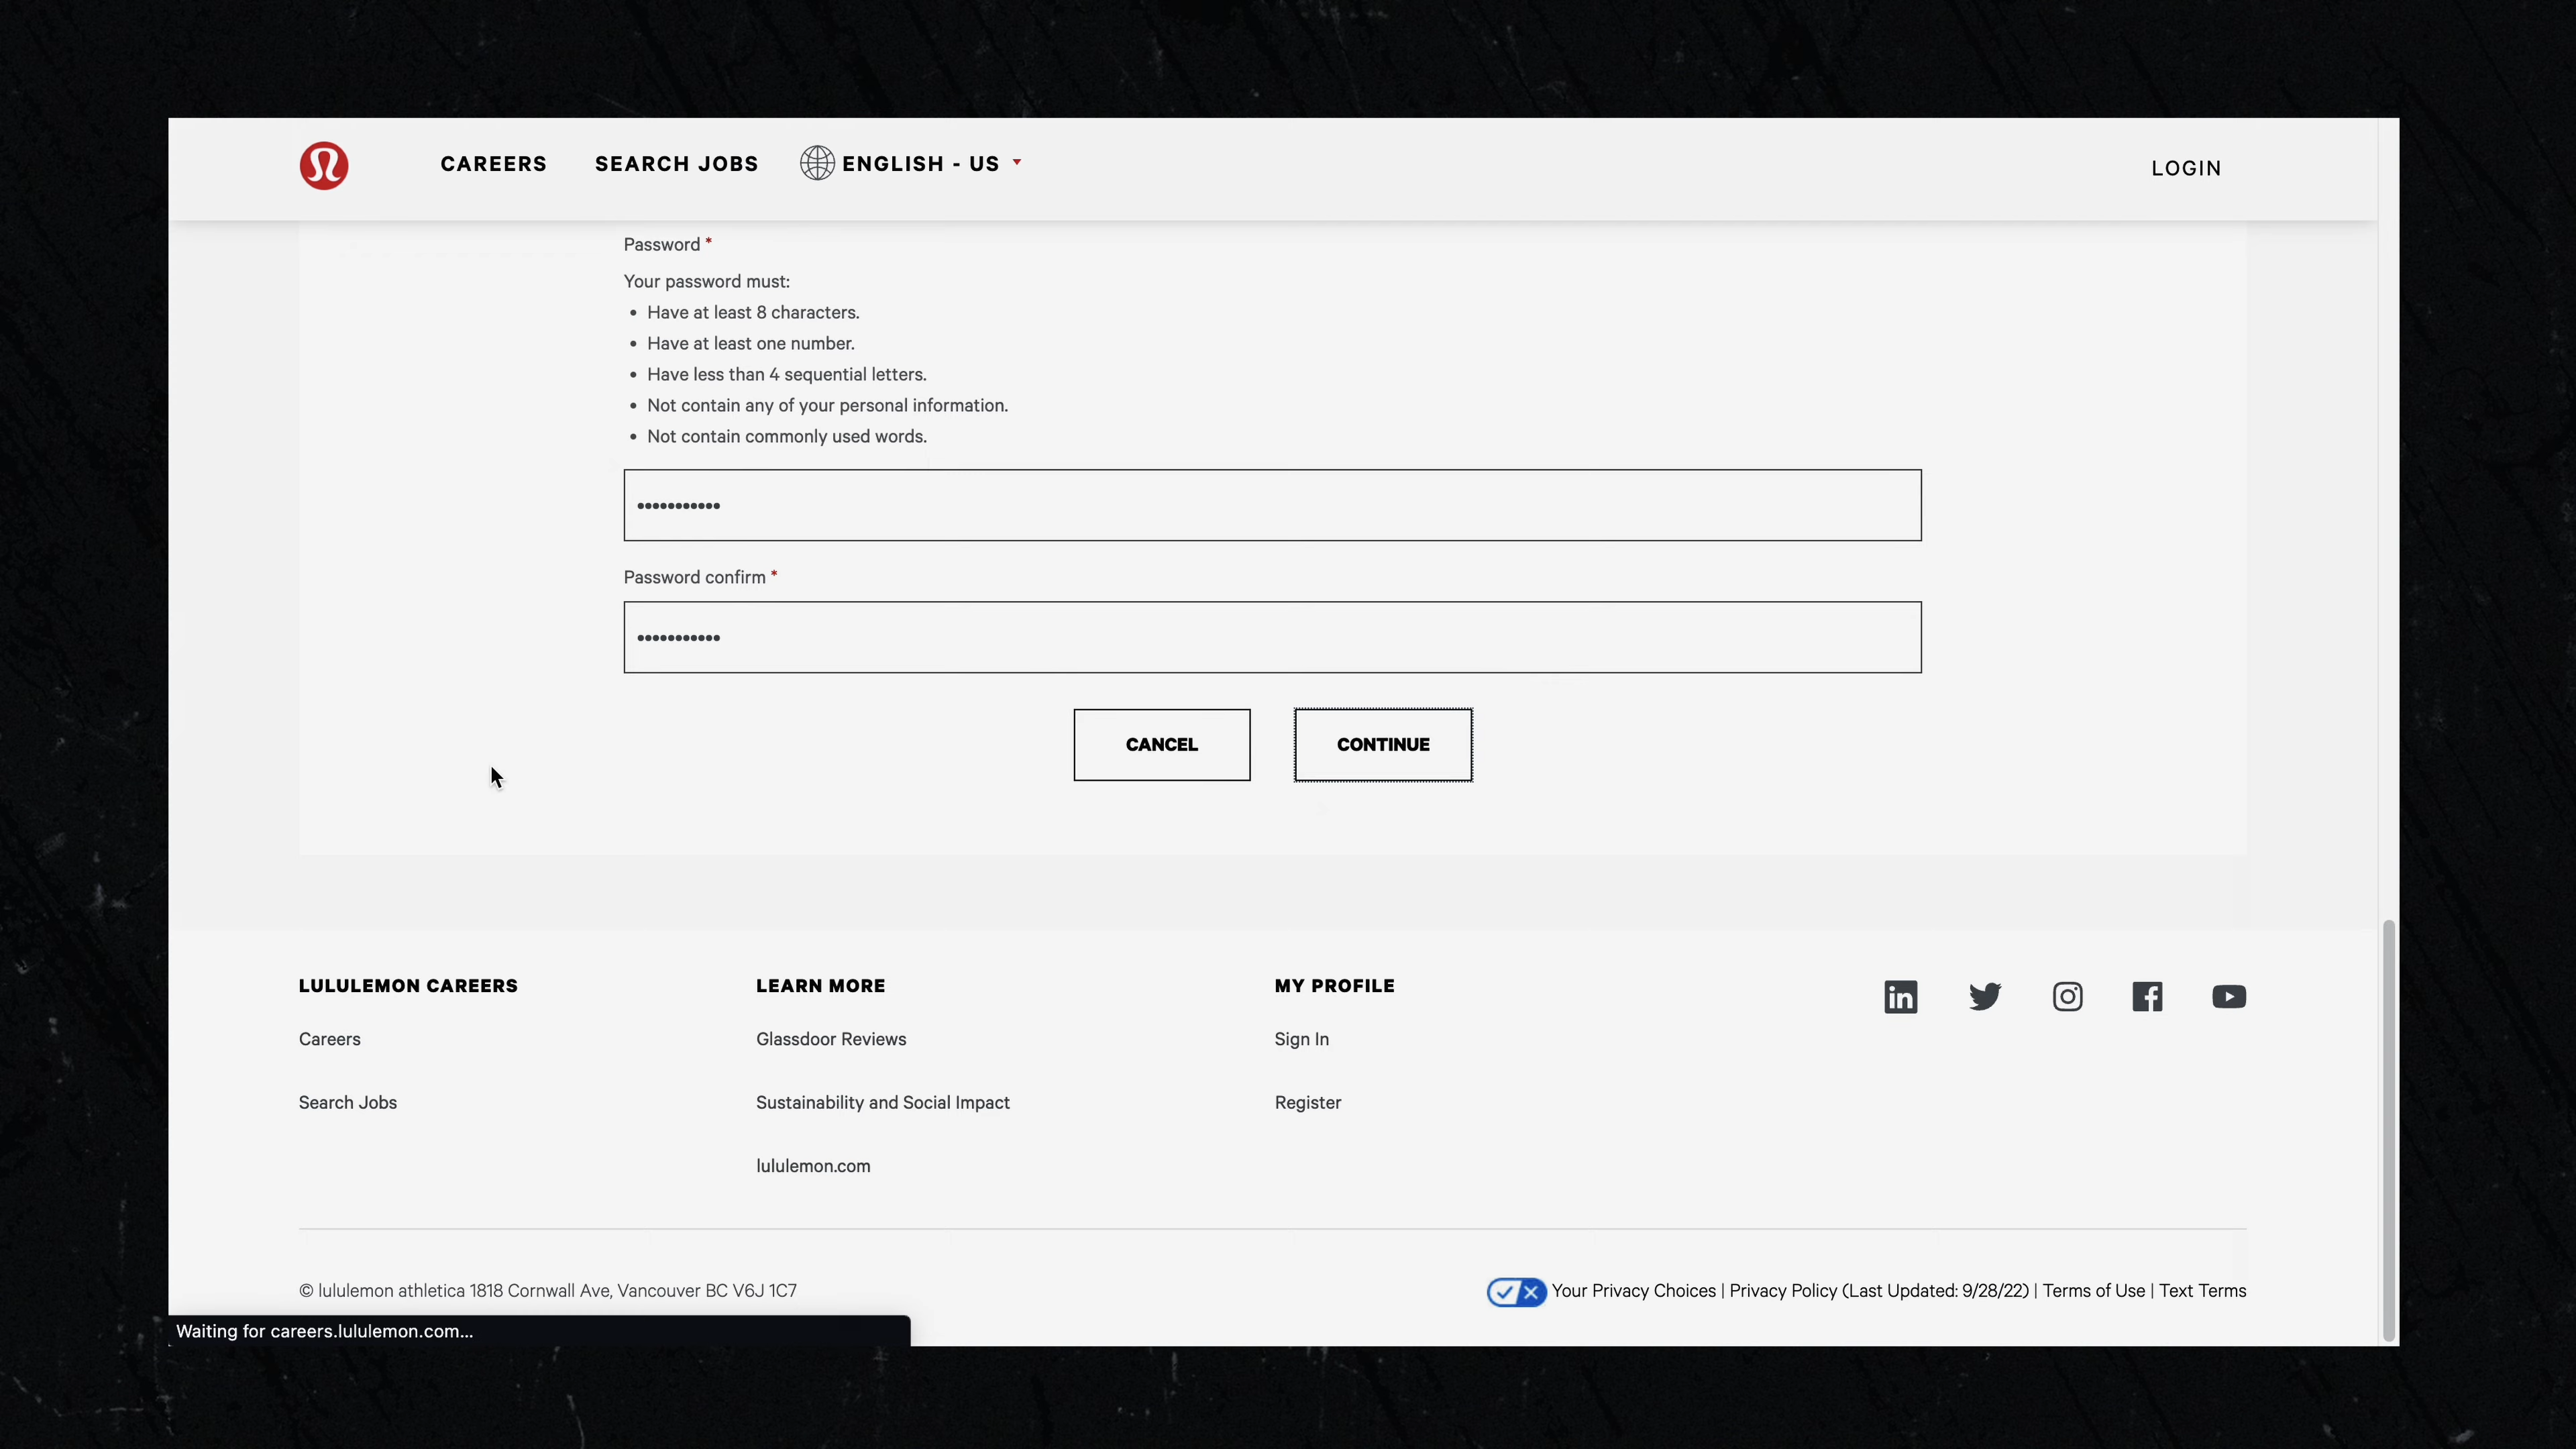 CAREERS
SEARCH JOBS
ENGLISH - US
LOGIN
Password *
Your password must:
• Have at least 8 characters.
• Have at least one number.
• Have less than 4 sequential letters.
• Not contain any of your personal information.
• Not contain commonly used words.
•••••••••••
Password confirm *
•••••••••••
CANCEL
CONTINUE
LULULEMON CAREERS
Careers
Search Jobs
LEARN MORE
Glassdoor Reviews
Sustainability and Social Impact
lululemon.com
MY PROFILE
Sign In
Register
© lululemon athletica 1818 Cornwall Ave, Vancouver BC V6J 1C7
Your Privacy Choices | Privacy Policy (Last Updated: 9/28/22) | Terms of Use | Text Terms
Waiting for careers.lululemon.com...